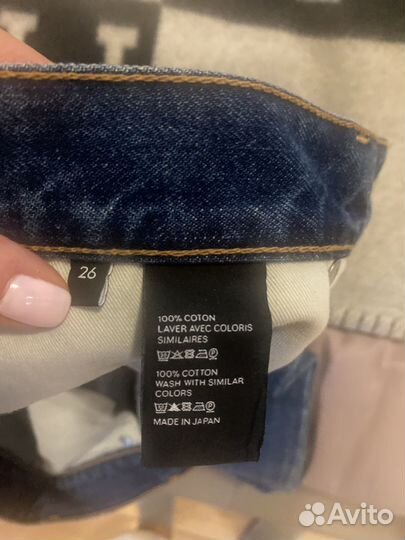 26
100% COTON
LAVER AVEC COLORIS
SIMILAIRES
100% COTTON
WASH WITH SIMILAR
COLORS
MADE IN JAPAN
Avito